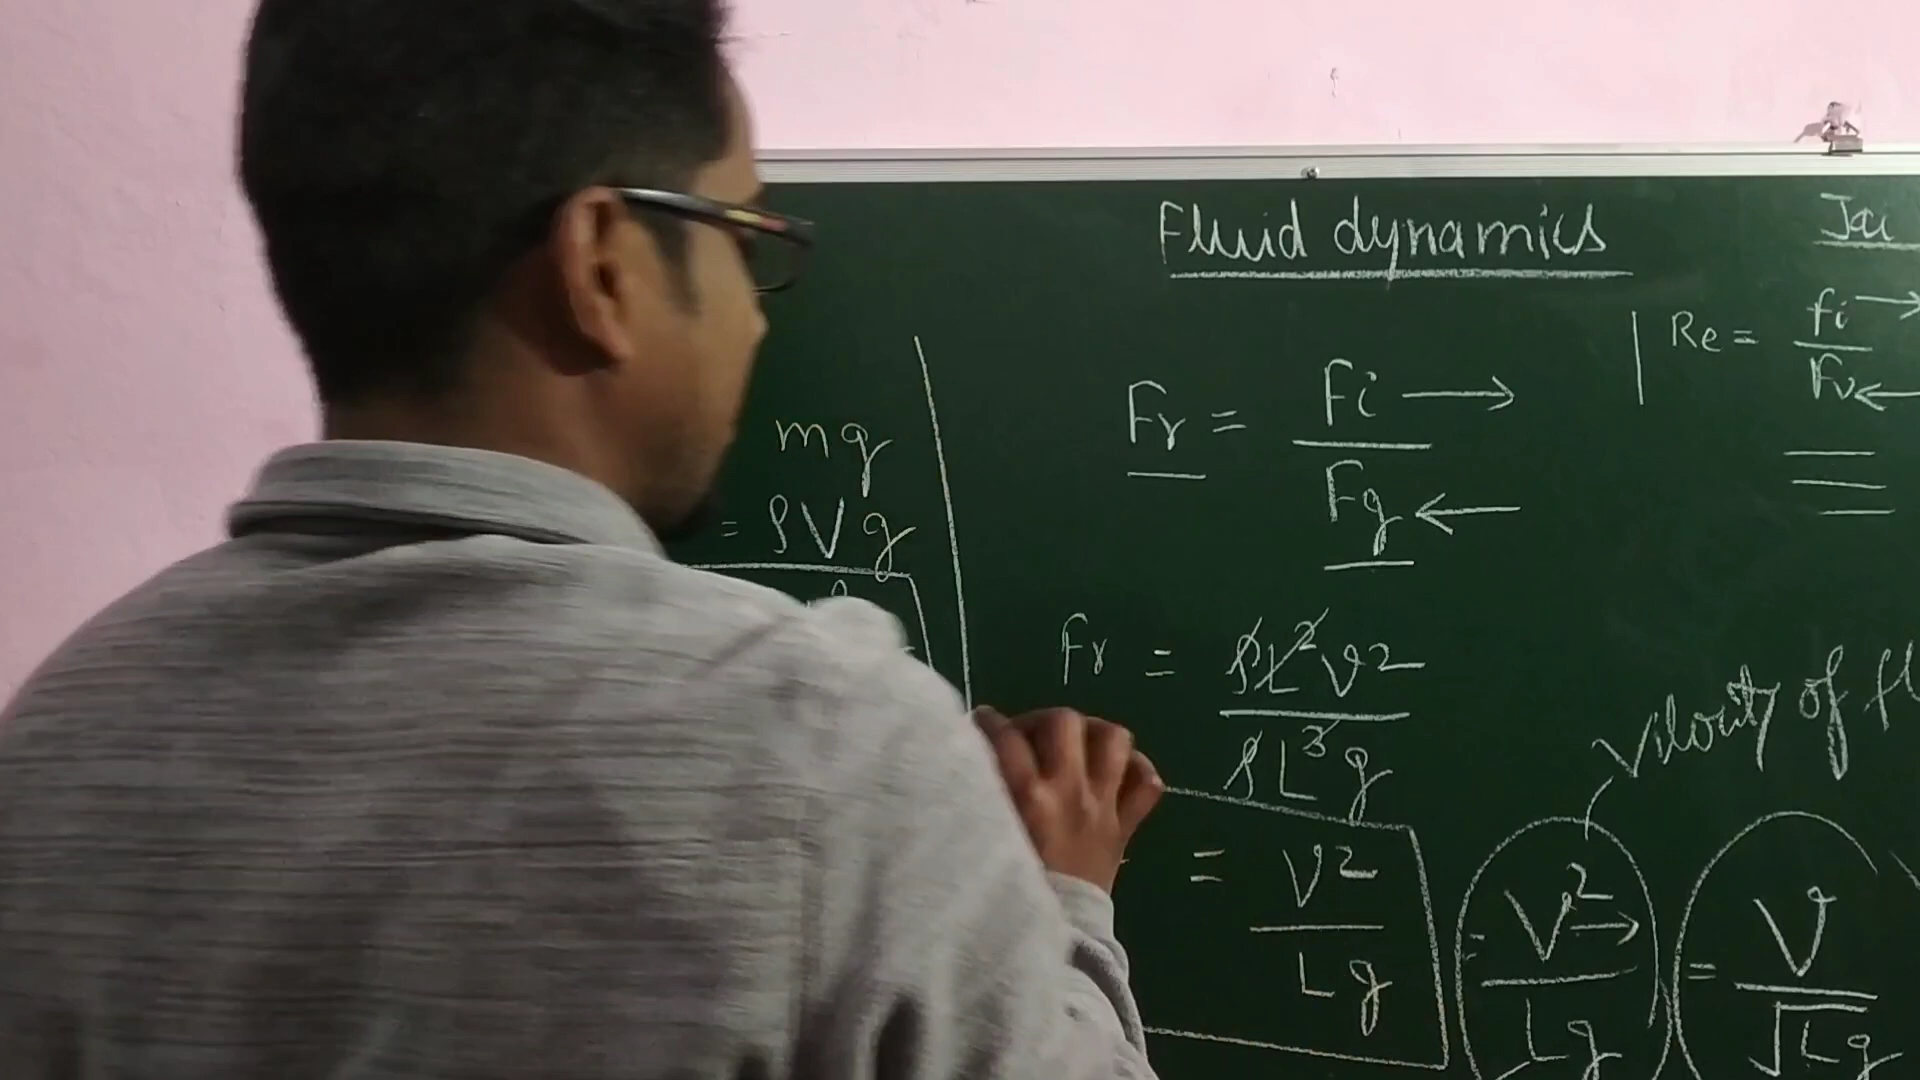 Fluid dynamics
Jai
Re = fi / Fv
mg
= ρVg
Fr = Fi / Fg
Fr = ρL²v² / ρL³g
velocity of fl
= V² / Lg = V² / Lg = V / √Lg